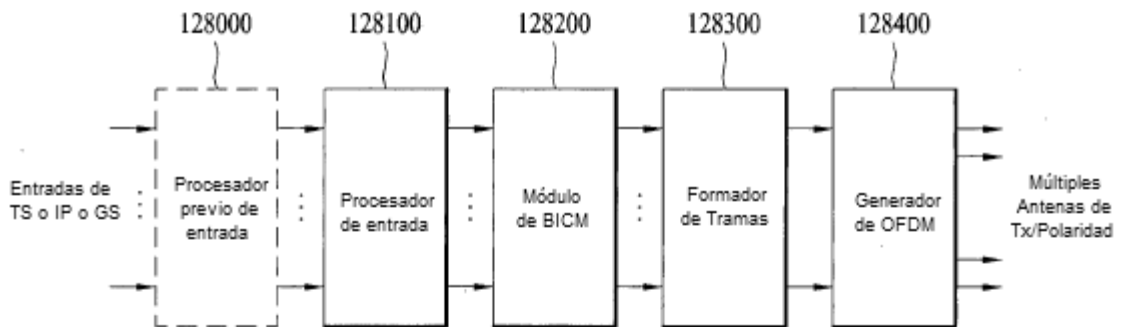 128000
128100
128200
128300
128400
Entradas de
TS o IP o GS
Procesador
previo de
entrada
Procesador
de entrada
Módulo
de BICM
Formador
de Tramas
Generador
de OFDM
Múltiples
Antenas de
Tx/Polaridad